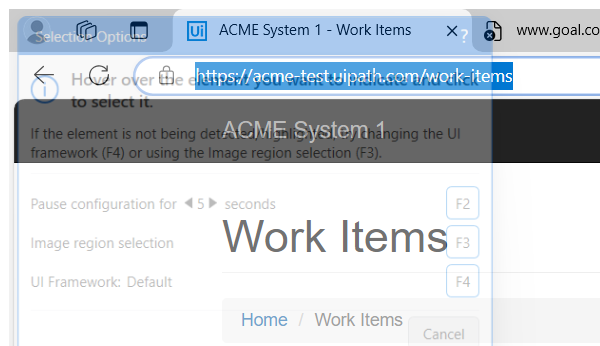 Selection Options
?
Ui ACME System 1 - Work Items
www.goal.co
https://acme-test.uipath.com/work-items
Hover over the element you want to indicate and click
to select it.
ACME System 1
If the element is not being detected/highlighted try changing the UI
framework (F4) or using the Image region selection (F3).
Pause configuration for 5 seconds F2
Work Items
Image region selection F3
UI Framework: Default F4
Home / Work Items
Cancel